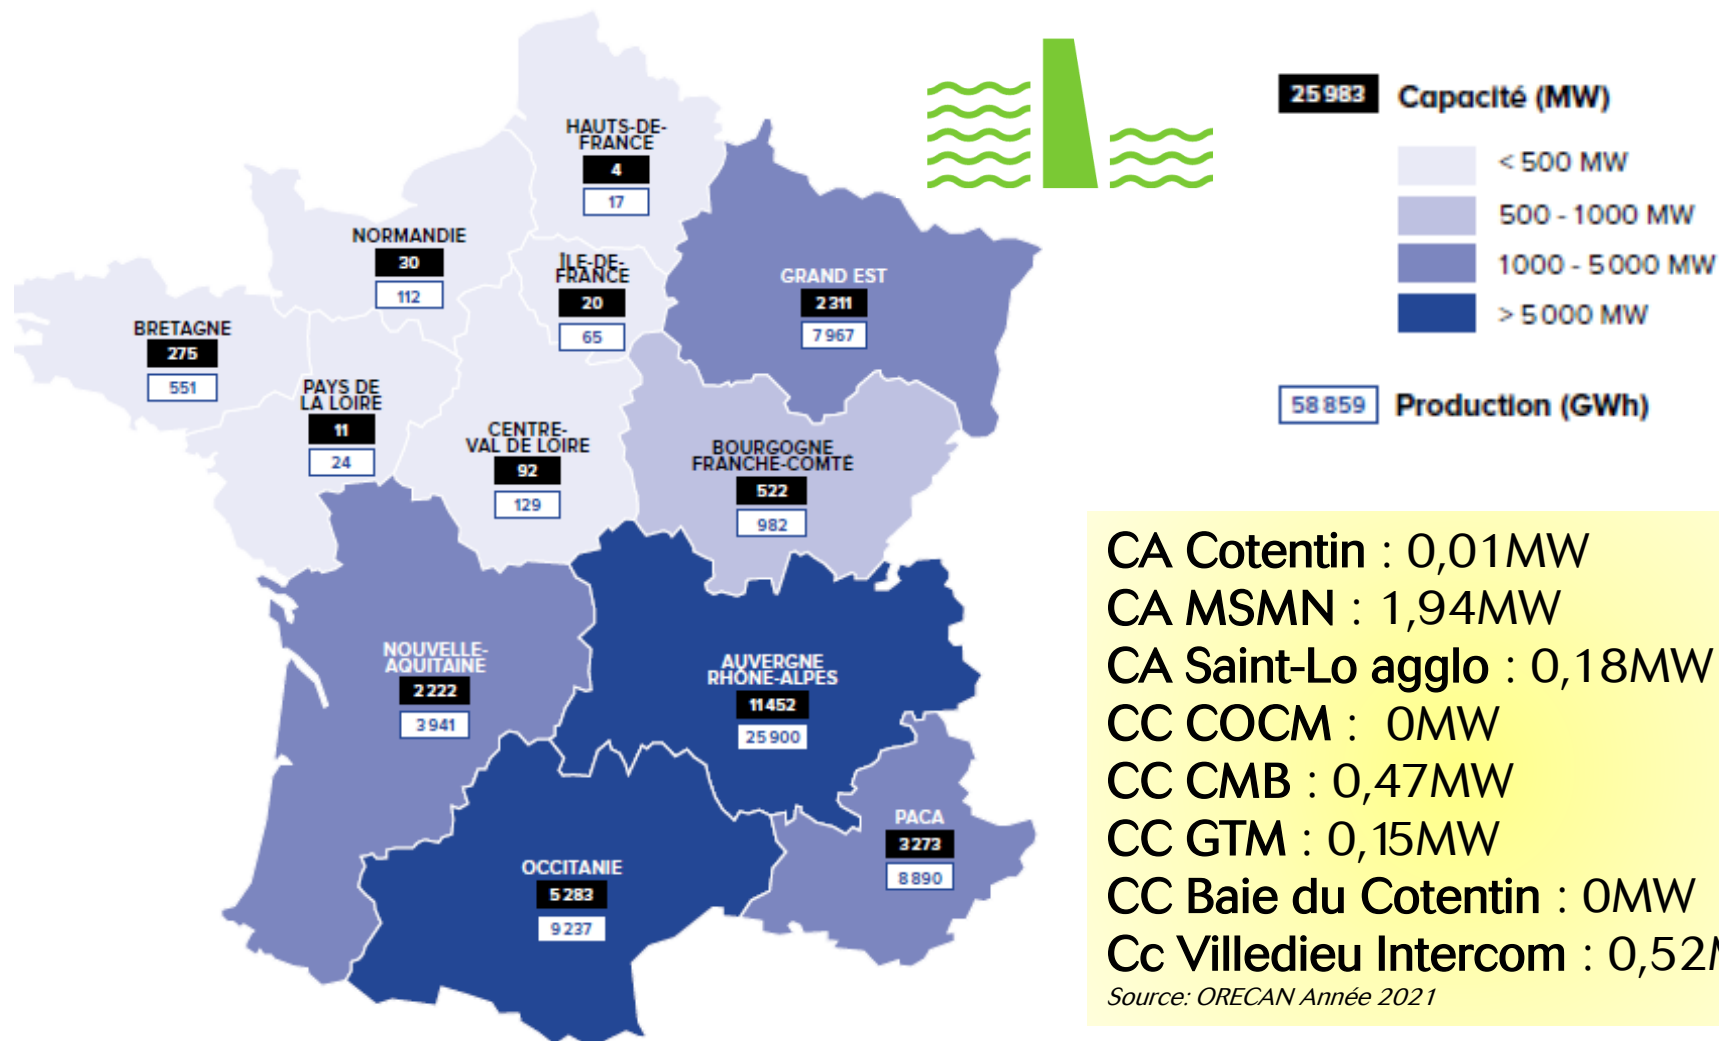 HAUTS-DE-
FRANCE
4
17
NORMANDIE
30
112
ÎLE-DE-
FRANCE
20
65
GRAND EST
2 311
7 967
BRETAGNE
275
551
PAYS DE
LA LOIRE
11
24
CENTRE-
VAL DE LOIRE
92
129
BOURGOGNE
FRANCHE-COMTÉ
522
982
NOUVELLE-
AQUITAINE
2 222
3 941
AUVERGNE
RHÔNE-ALPES
11 452
25 900
PACA
3 273
8 890
OCCITANIE
5 283
9 237
25 983 Capacité (MW)
< 500 MW
500 - 1000 MW
1000 - 5 000 MW
> 5 000 MW
58 859 Production (GWh)
CA Cotentin : 0,01MW
CA MSMN : 1,94MW
CA Saint-Lo agglo : 0,18MW
CC COCM : 0MW
CC CMB : 0,47MW
CC GTM : 0,15MW
CC Baie du Cotentin : 0MW
Cc Villedieu Intercom : 0,52M
Source: ORECAN Année 2021